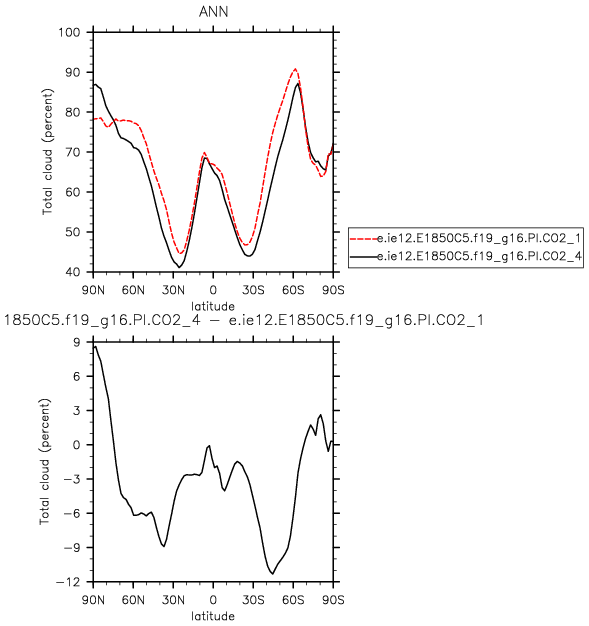 ANN
100
90
80
70
60
50
40
Total cloud (percent)
90N 60N 30N 0 30S 60S 90S
latitude
e.ie12.E1850C5.f19_g16.PI.CO2_1
e.ie12.E1850C5.f19_g16.PI.CO2_4
1850C5.f19_g16.PI.CO2_4 − e.ie12.E1850C5.f19_g16.PI.CO2_1
9
6
3
0
−3
−6
−9
−12
Total cloud (percent)
90N 60N 30N 0 30S 60S 90S
latitude